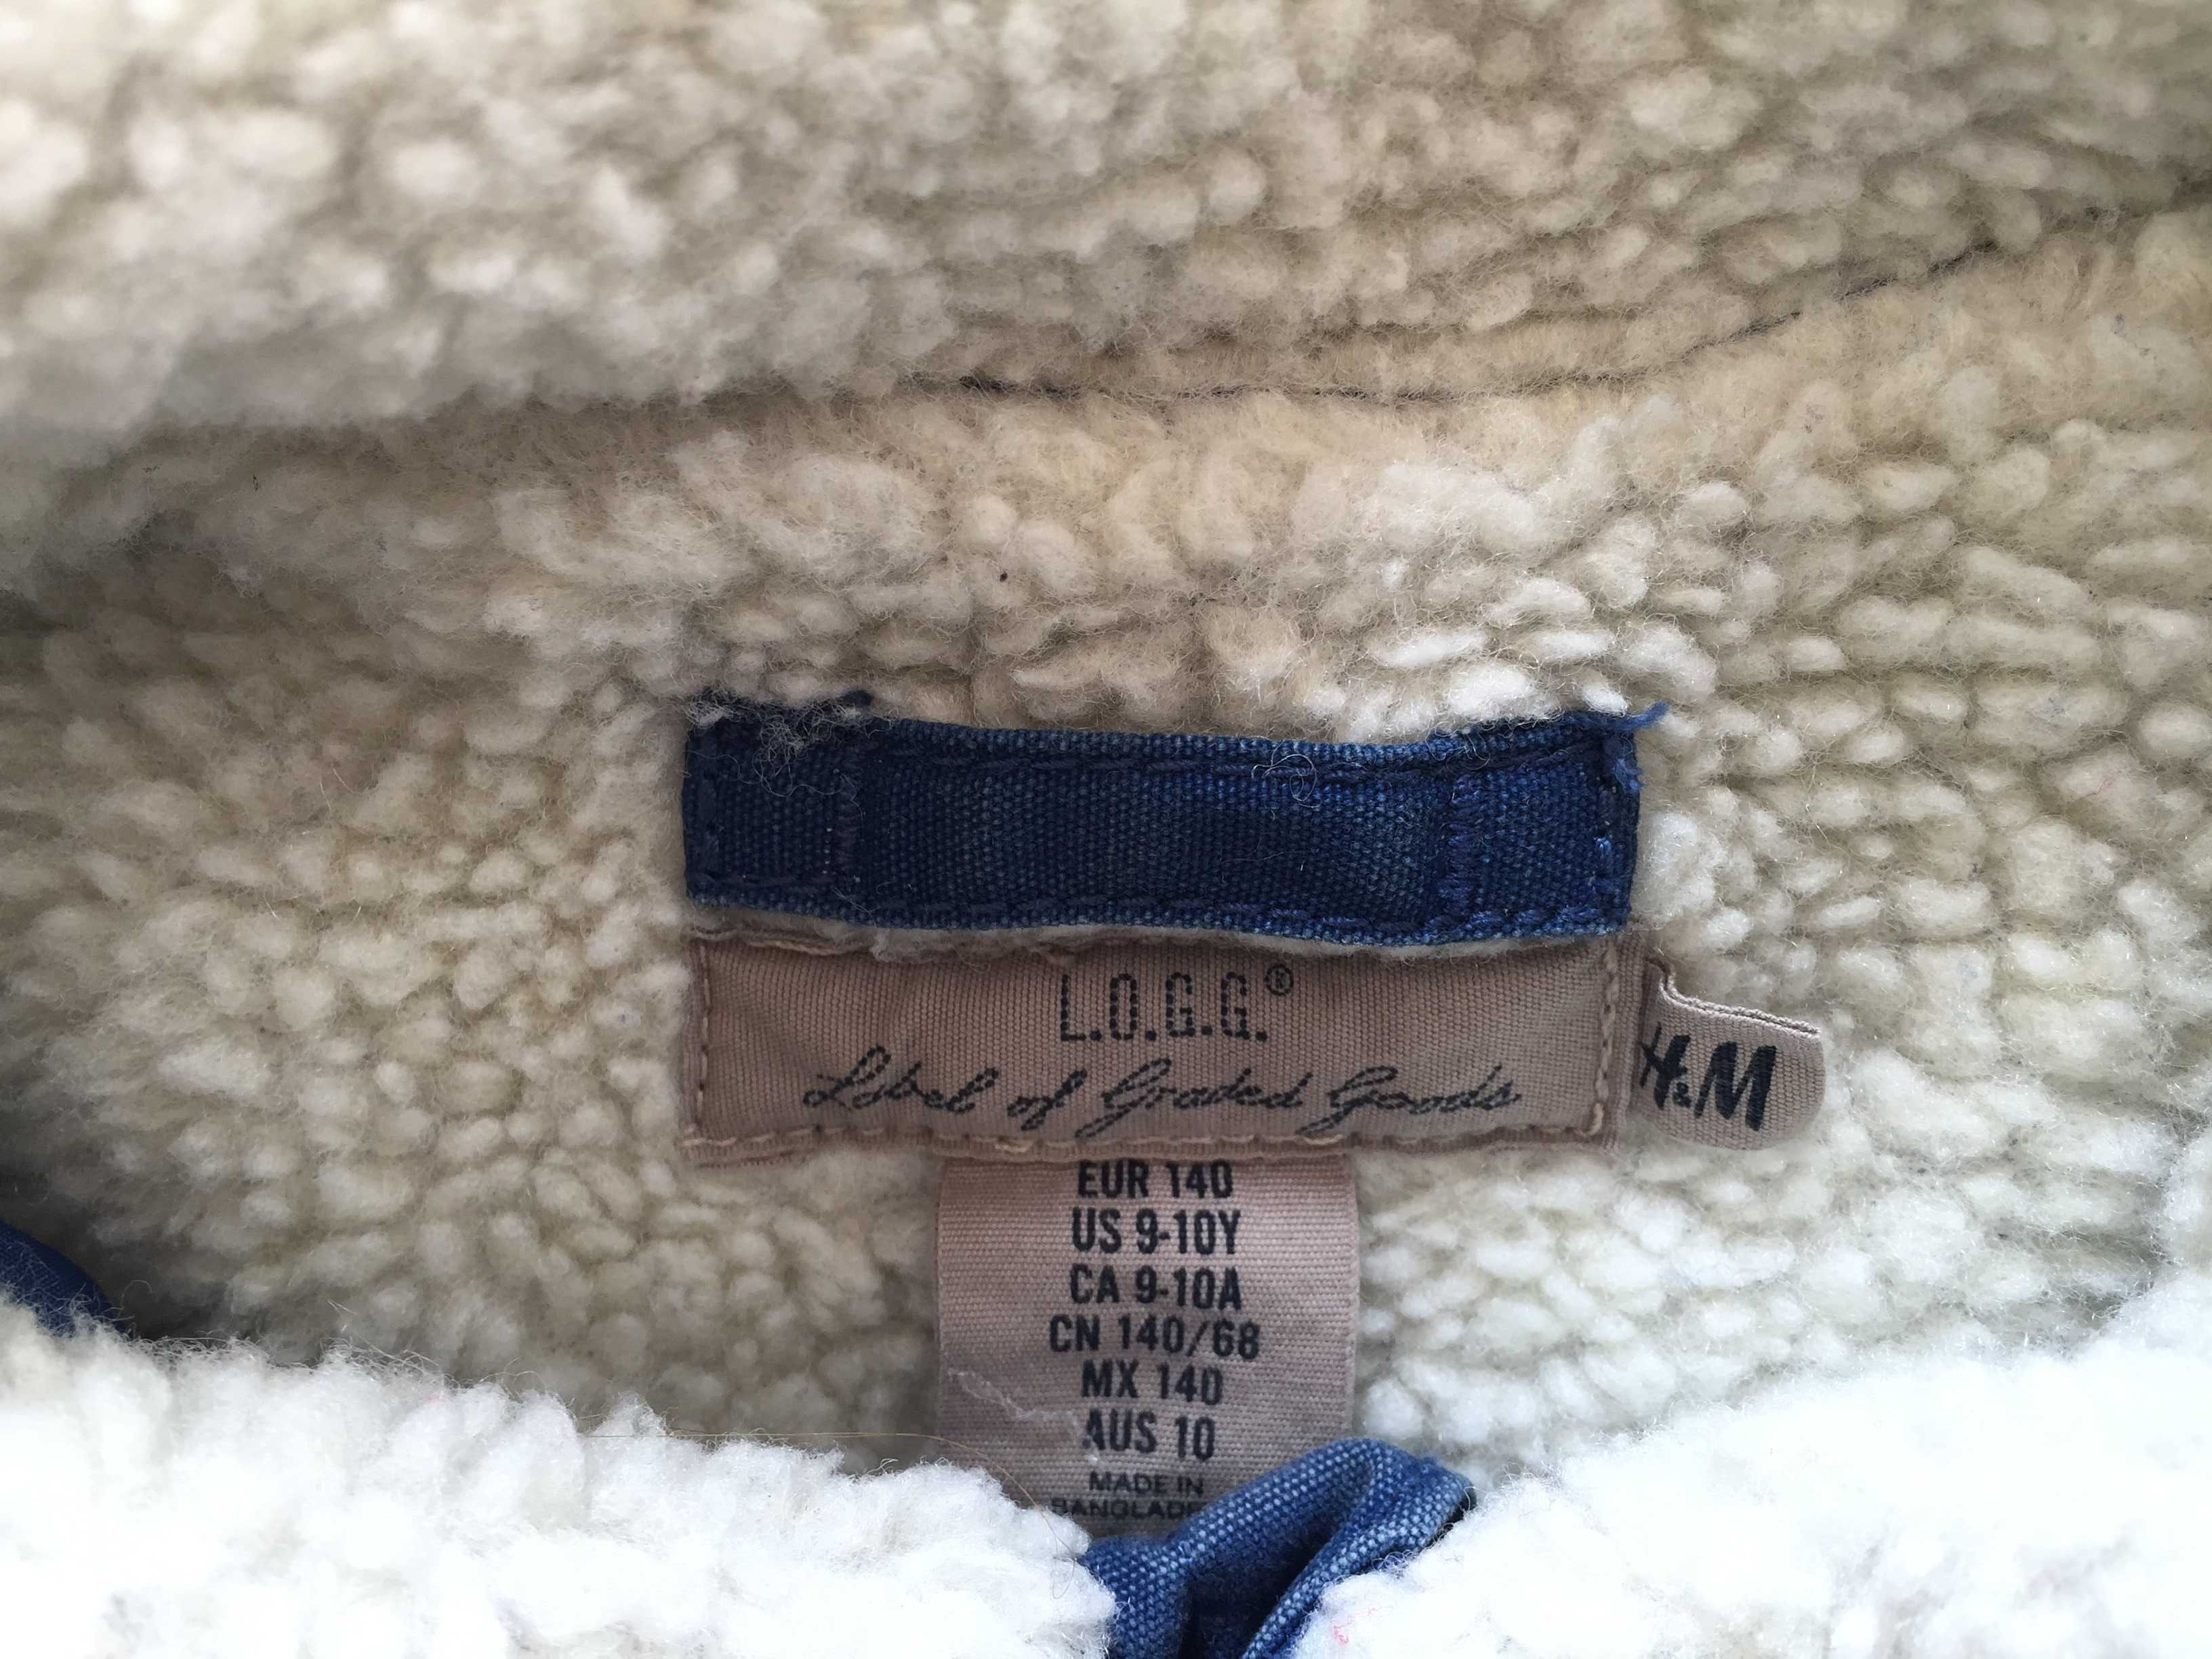 L.O.G.G.®
Label of Graded Goods
H&M
EUR 140
US 9-10Y
CA 9-10A
CN 140/68
MX 140
AUS 10
MADE IN